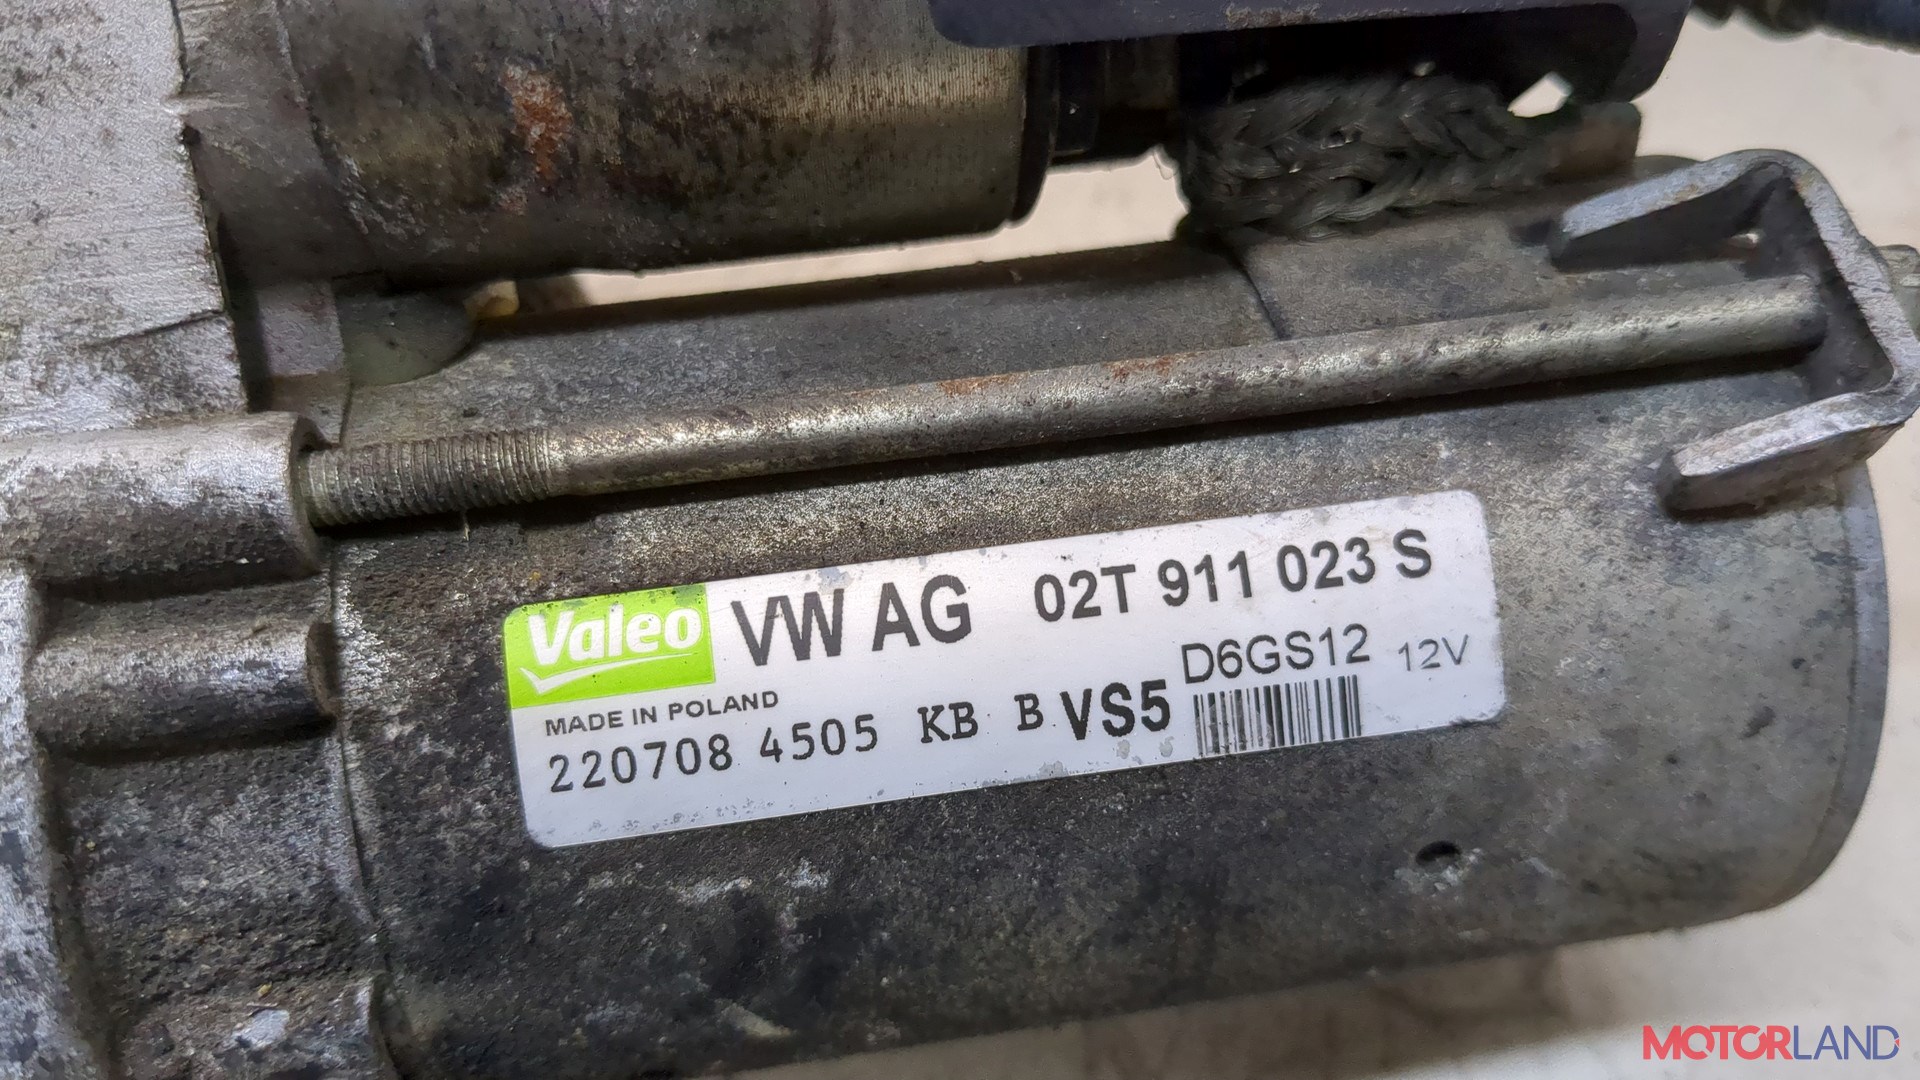 Valeo VW AG 02T 911 023 S
D6GS12 12V
MADE IN POLAND
220708 4505 KB B VS5
MOTORLAND